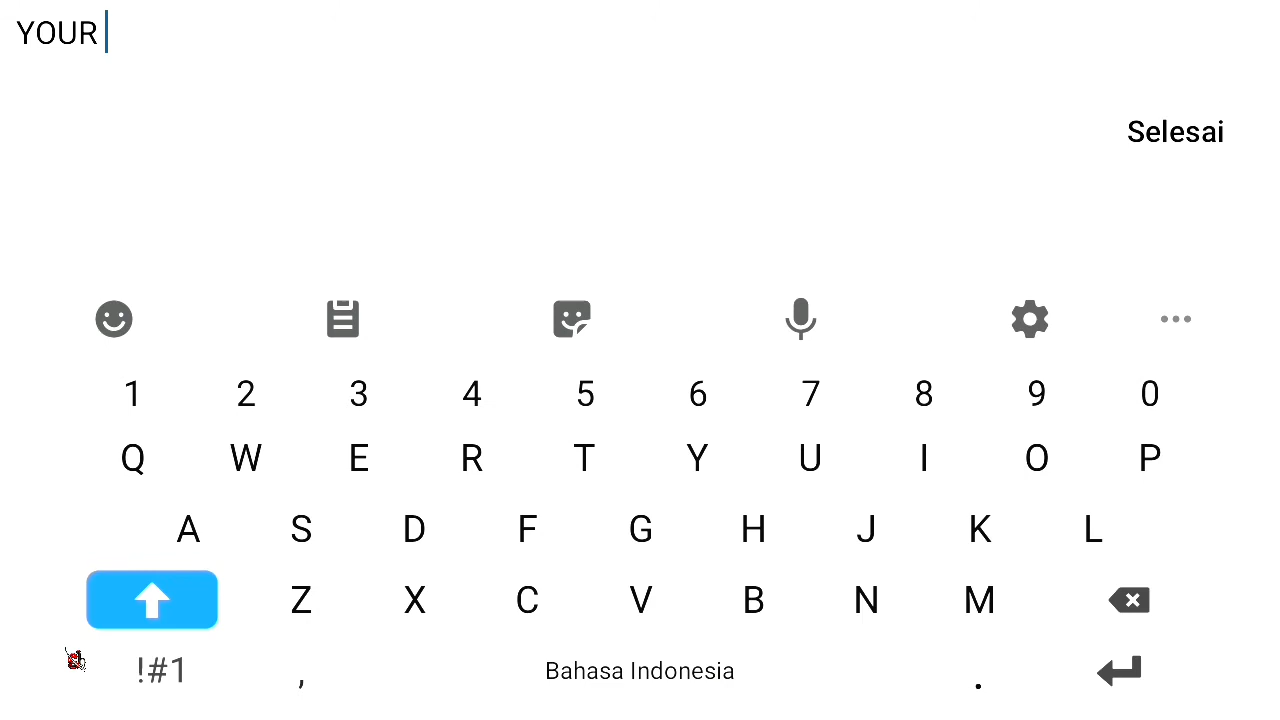 YOUR
Selesai
1 2 3 4 5 6 7 8 9 0
Q W E R T Y U I O P
A S D F G H J K L
Z X C V B N M
!#1 , Bahasa Indonesia .